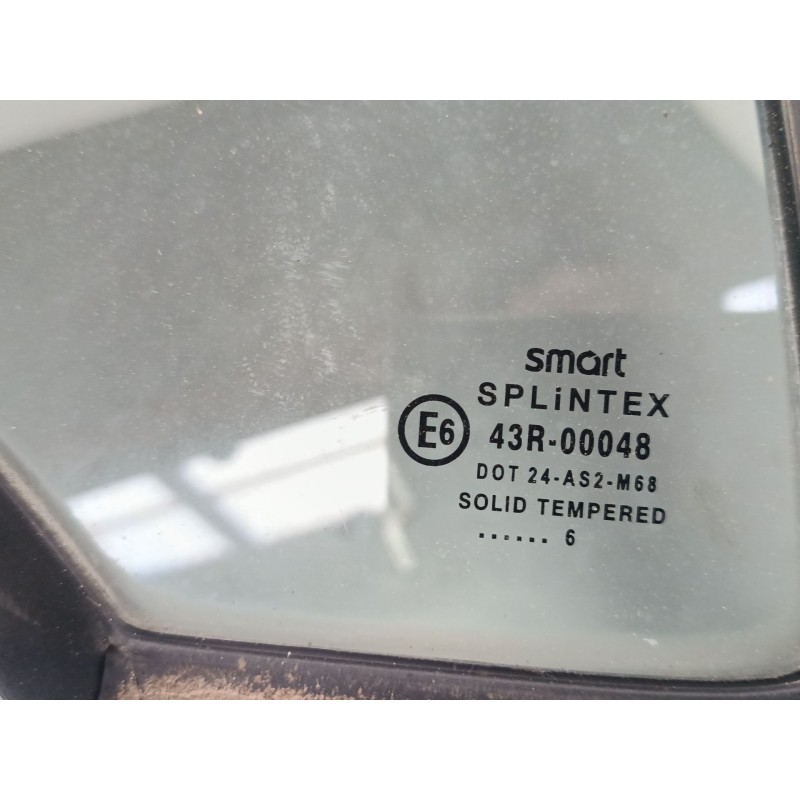 smart
SPLiNTEX
E6 43R-00048
DOT 24-AS2-M68
SOLID TEMPERED
...... 6